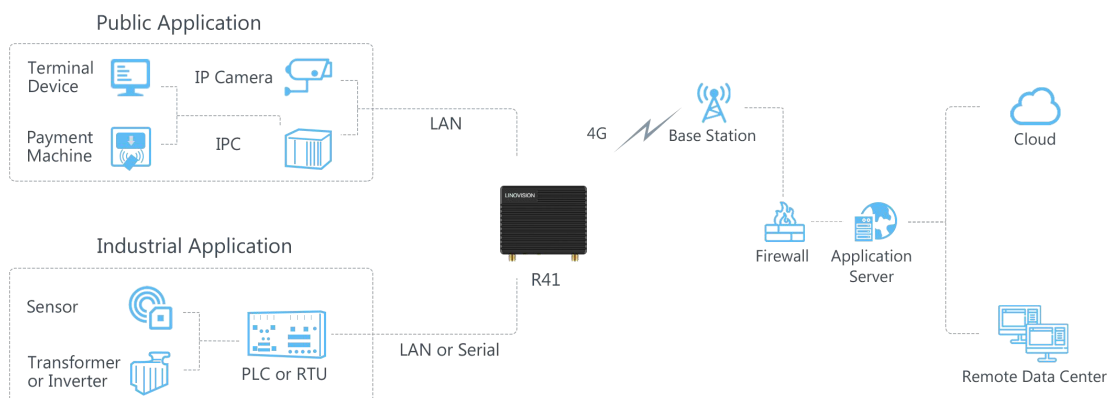 Public Application
Terminal
Device
IP Camera
Payment
Machine
IPC
LAN
4G
Base Station
Cloud
LINOVISION
R41
Firewall
Application
Server
Industrial Application
Sensor
Transformer
or Inverter
PLC or RTU
LAN or Serial
Remote Data Center